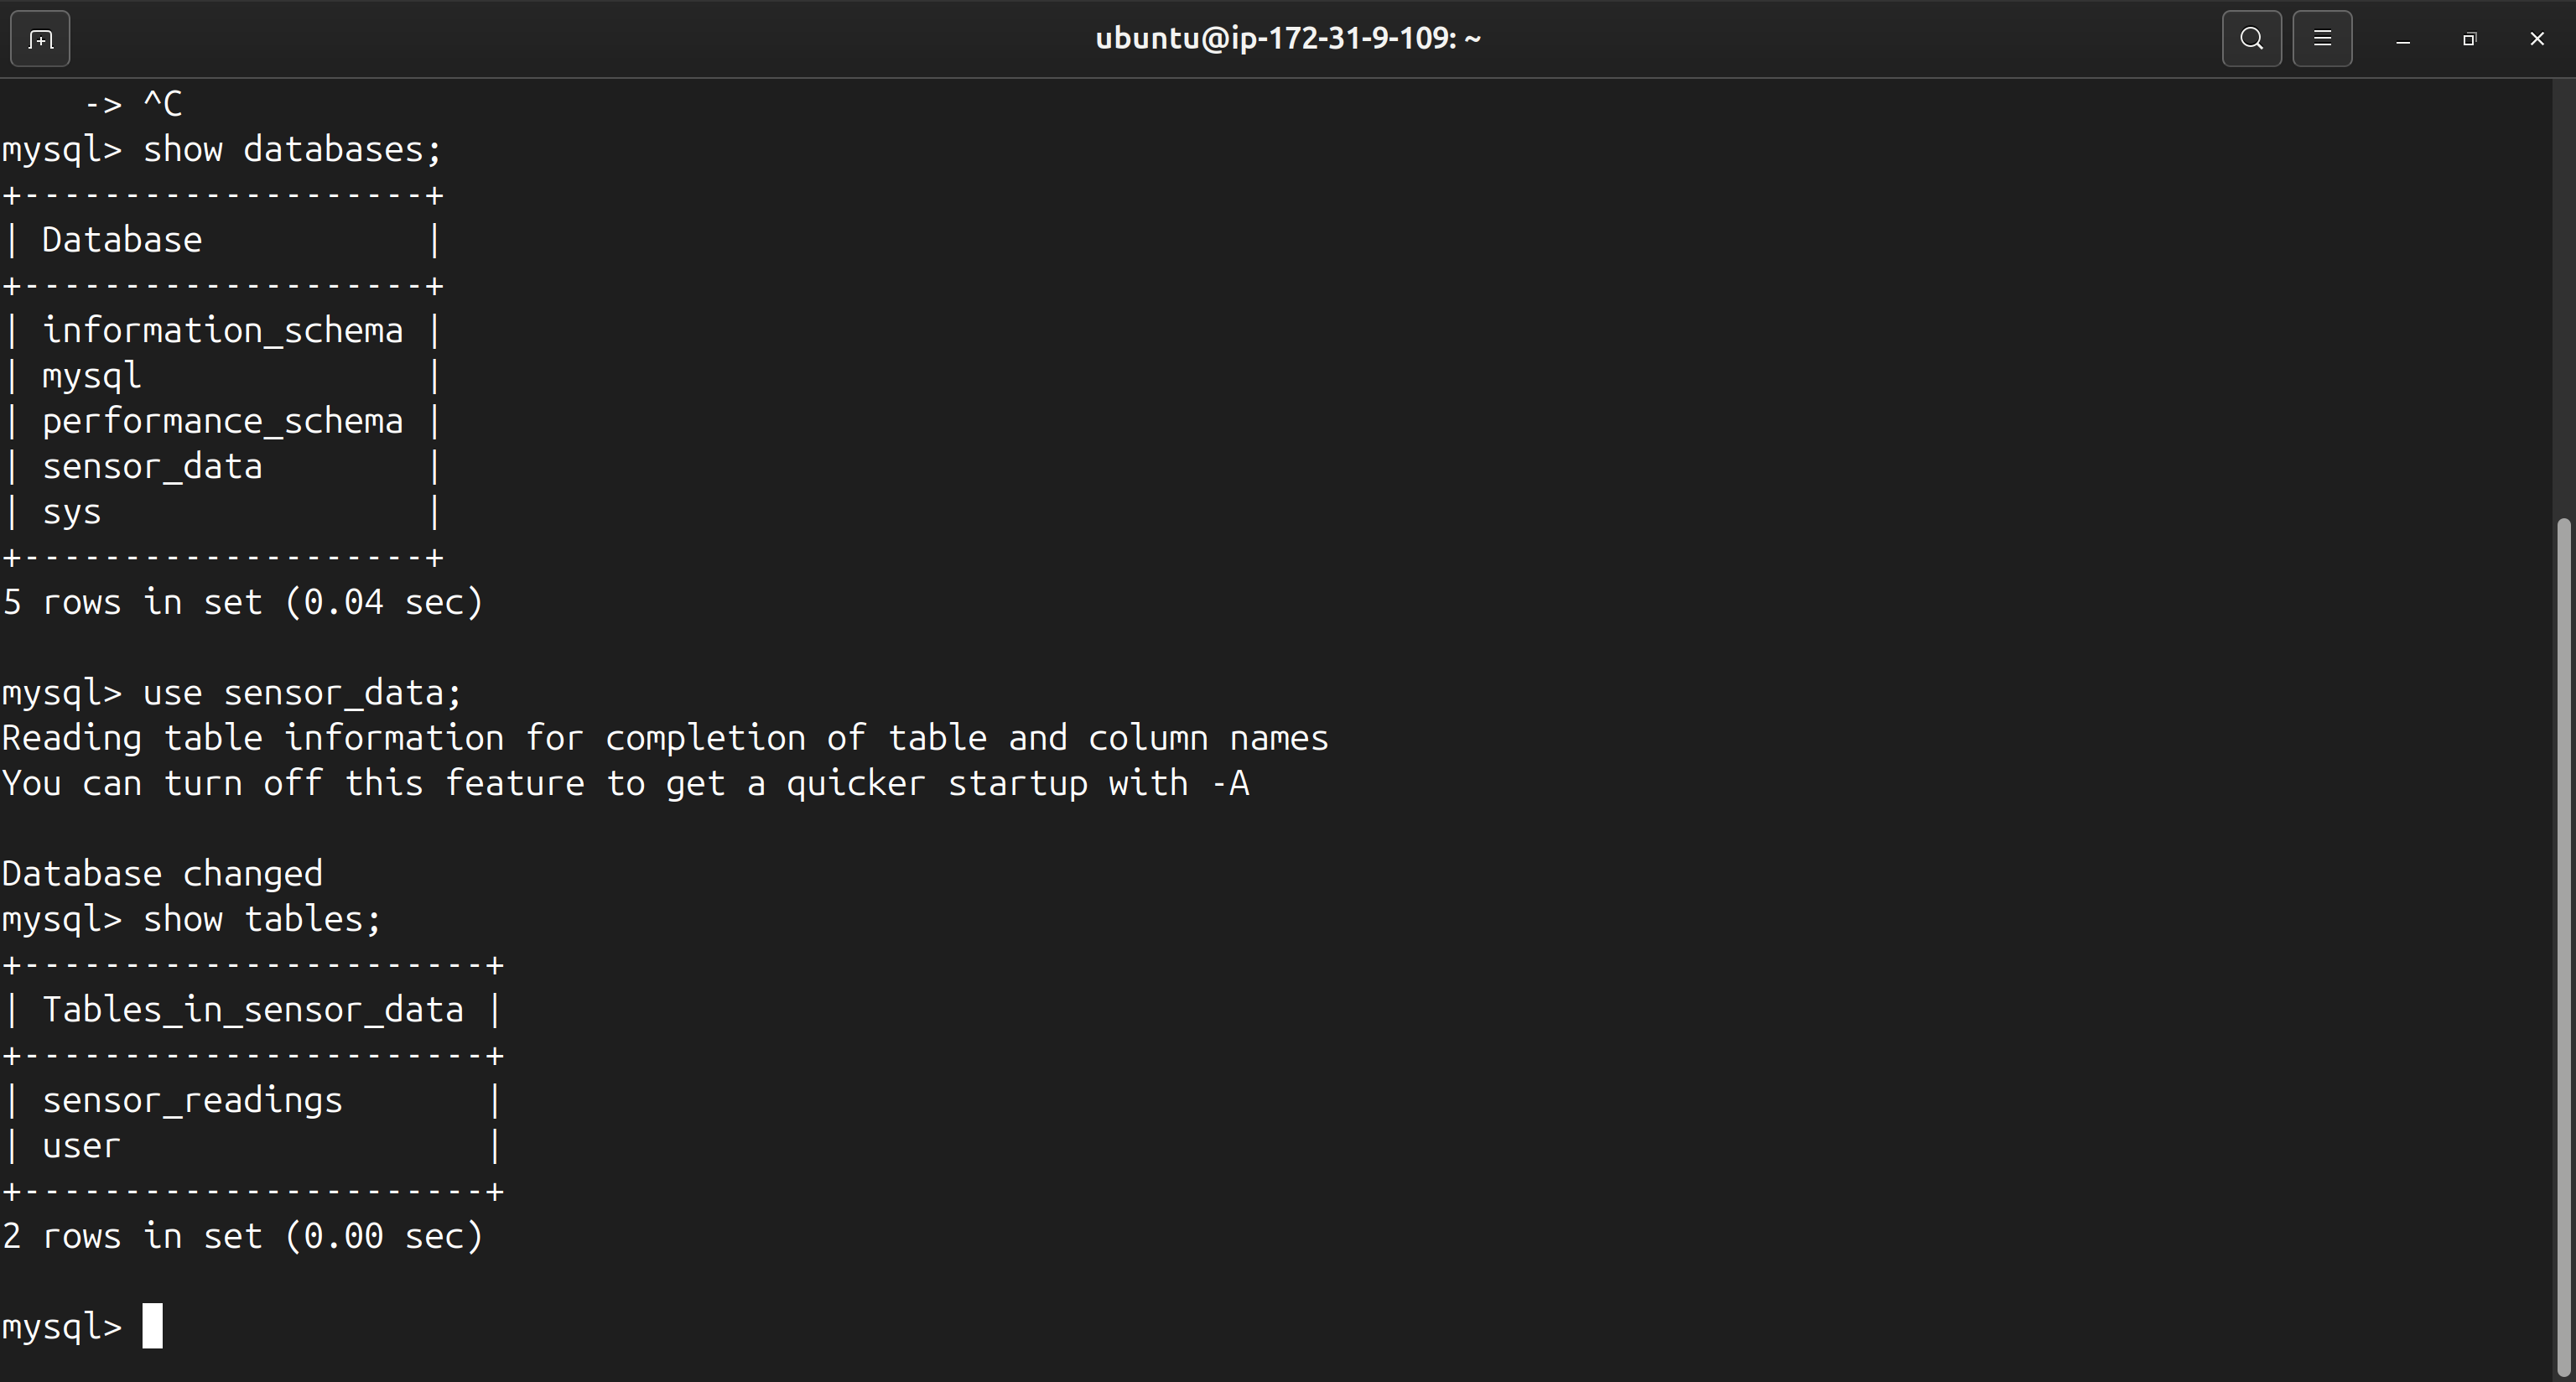 ubuntu@ip-172-31-9-109: ~
    -> ^C
mysql> show databases;
+--------------------+
| Database           |
+--------------------+
| information_schema |
| mysql              |
| performance_schema |
| sensor_data        |
| sys                |
+--------------------+
5 rows in set (0.04 sec)

mysql> use sensor_data;
Reading table information for completion of table and column names
You can turn off this feature to get a quicker startup with -A

Database changed
mysql> show tables;
+-----------------------+
| Tables_in_sensor_data |
+-----------------------+
| sensor_readings       |
| user                  |
+-----------------------+
2 rows in set (0.00 sec)

mysql>